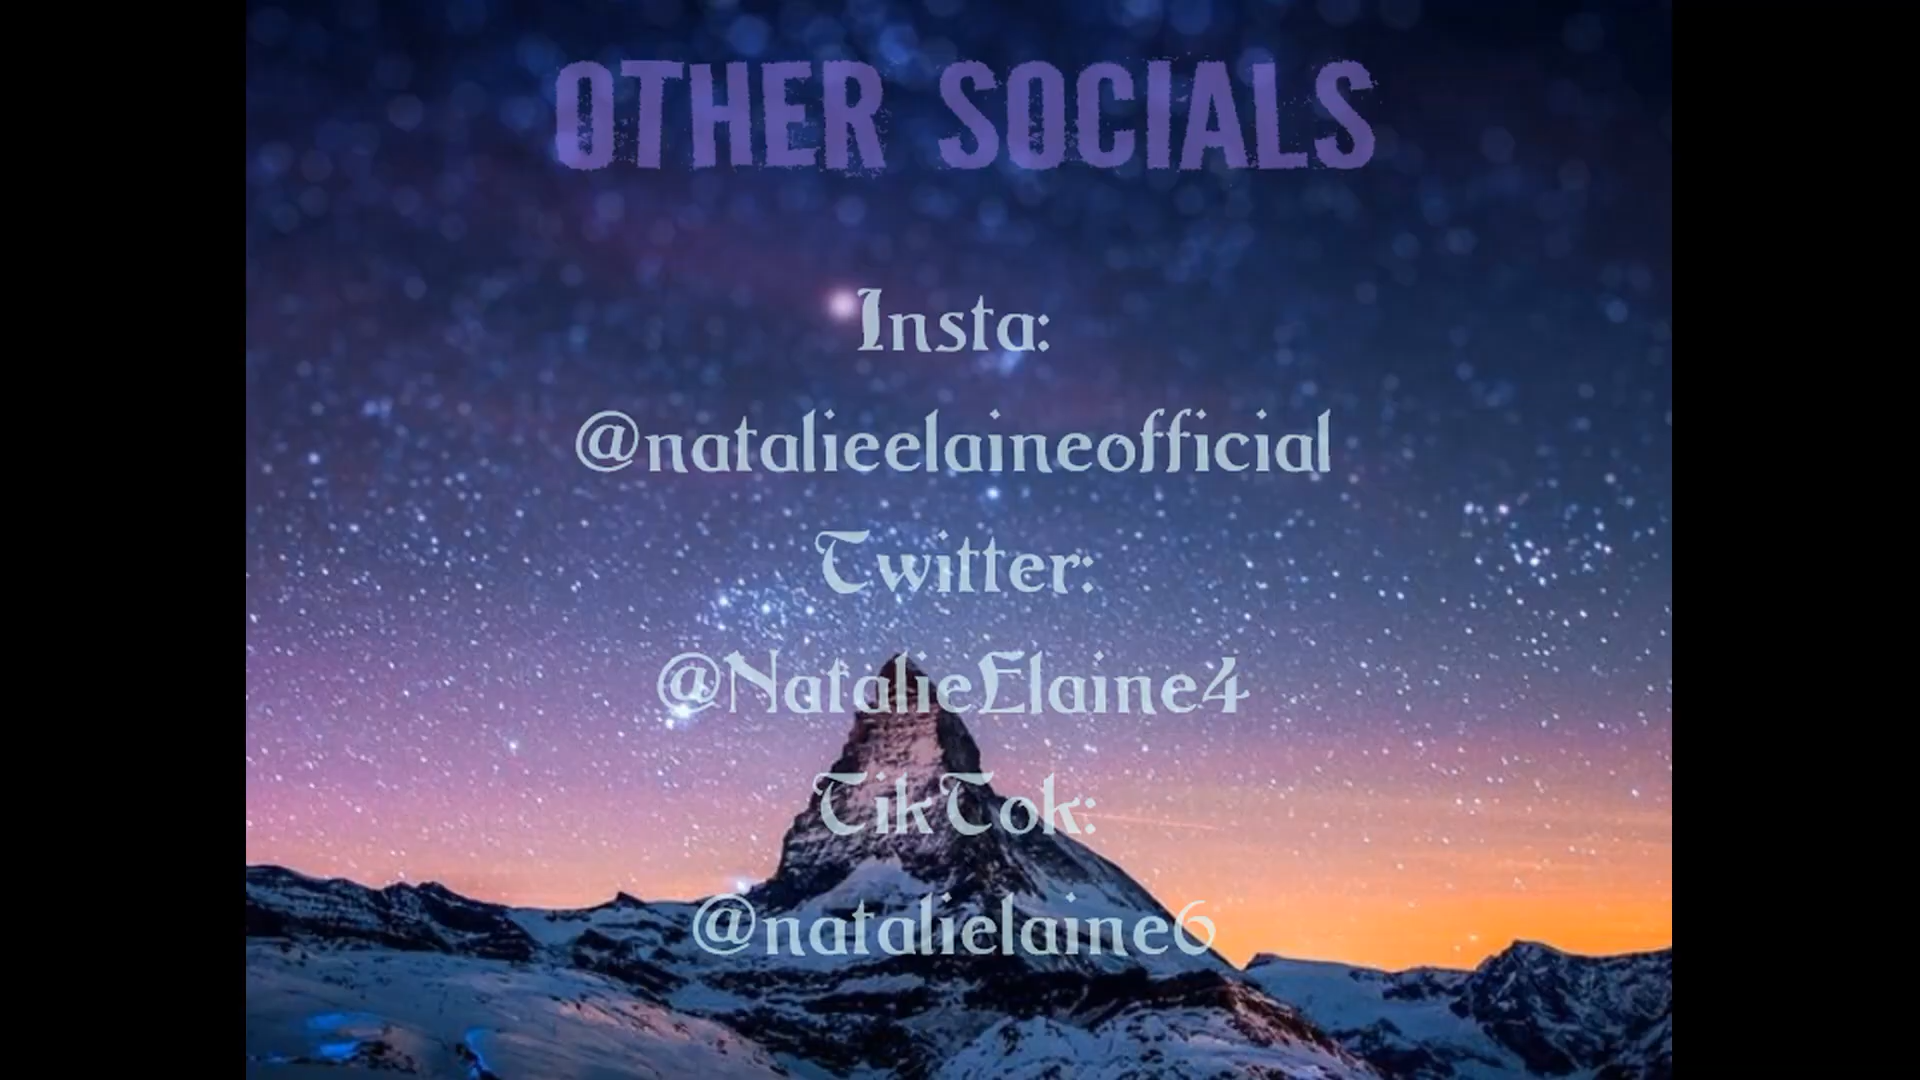 OTHER SOCIALS
Insta:
@natalieelaineofficial
Twitter:
@NatalieElaine4
TikTok:
@natalielaine6